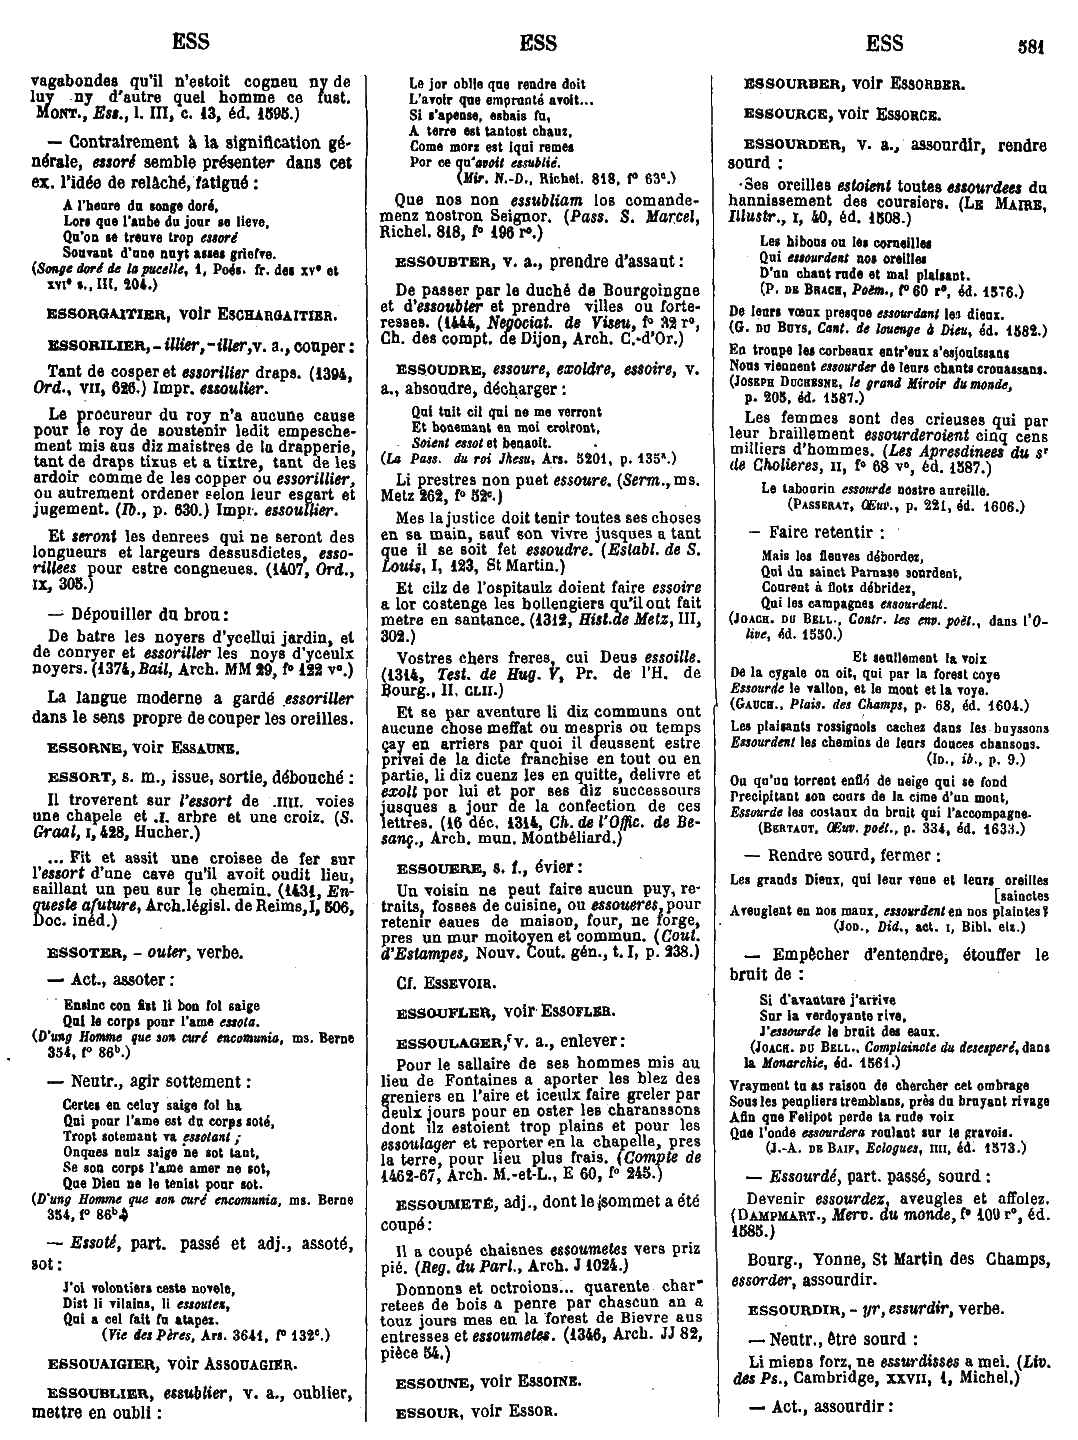 ESS
ESS
ESS
581
vagabondes qu'il n'estoit cogneu ny de
luy ny d'autre quel homme ce fust.
MONT., Ess., l. III, c. 13, éd. 1595.)
— Contrairement à la signification gé-
nérale, essoré semble présenter dans cet
ex. l'idée de relâché, fatigué :
A l'heure du songe doré,
Lors que l'aube du jour se lieve,
Qu'on se treuve trop essoré
Souvant d'une nuyt asses griefve.
(Songe doré de la pucelle, 1, Poés. fr. des XVe et
XVIe s., III, 204.)
ESSORGAITIER, voir ESCHARGAITIER.
ESSORILIER, - illier, - iller, v. a., couper :
Tant de cosper et essorilier draps. (1394,
Ord., VII, 626.) Impr. essoulier.
Le procureur du roy n'a aucune cause
pour le roy de soustenir ledit empesche-
ment mis aus diz maistres de la drapperie,
tant de draps tixus et a tixtre, tant de les
ardoir comme de les copper ou essorillier,
ou autrement ordener selon leur esgart et
jugement. (Ib., p. 630.) Impr. essoullier.
Et seront les denrees qui ne seront des
longueurs et largeurs dessusdictes, esso-
rillees pour estre congneues. (1407, Ord.,
IX, 305.)
— Dépouiller du brou :
De batre les noyers d'ycellui jardin, et
de conryer et essoriller les noys d'yceulx
noyers. (1374, Bail, Arch. MM 29, fº 122 vº.)
La langue moderne a gardé essoriller
dans le sens propre de couper les oreilles.
ESSORNE, voir ESSAUNE.
ESSORT, s. m., issue, sortie, débouché :
Il troverent sur l'essort de .IIII. voies
une chapele et .I. arbre et une croiz. (S.
Graal, I, 428, Hucher.)
... Fit et assit une croisee de fer sur
l'essort d'une cave qu'il avoit oudit lieu,
saillant un peu sur le chemin. (1431, En-
queste afuture, Arch. législ. de Reims, I, 506,
Doc. inéd.)
ESSOTER, - outer, verbe.
— Act., assoter :
Ensinc con fist li bon fol saige
Qui le corps pour l'ame essota.
(D'ung Homme que son curé encomunia, ms. Berne
354, fº 86b.)
— Neutr., agir sottement :
Certes en celuy saige fol ha
Qui pour l'ame est du corps soté,
Tropt sotemant va essotant ;
Onques nulz saige ne sot tant,
Se son corps l'ame amer ne sot,
Que Dieu ne le tenist pour sot.
(D'ung Homme que son curé encomunia, ms. Berne
354, fº 86b.)
— Essoté, part. passé et adj., assoté,
sot :
J'oi volontiers ceste novele,
Dist li vilains, li essoutez,
Qui a cel fait fu atapez.
(Vie des Pères, Ars. 3641, fº 132c.)
ESSOUAIGIER, voir ASSOUAGIER.
ESSOUBLIER, essublier, v. a., oublier,
mettre en oubli :
Le jor oblie que rendre doit
L'avoir que emprunté avoit...
Si s'apense, esbais fu,
A terre est tantost chauz,
Come morz est iqui remes
Por ce qu'avoit essublié.
(Mir. N.-D., Richel. 818, fº 63c.)
Que nos non essubliam los comande-
menz nostron Seignor. (Pass. S. Marcel,
Richel. 818, fº 196 rº.)
ESSOUBTER, v. a., prendre d'assaut :
De passer par le duché de Bourgoingne
et d'essoubter et prendre villes ou forte-
resses. (1444, Negociat. de Viseu, fº 32 rº,
Ch. des compt. de Dijon, Arch. C.-d'Or.)
ESSOUDRE, essoure, exoldre, essoire, v.
a., absoudre, décharger :
Qui tuit cil qui ne me verront
Et bonemant en moi croiront,
Soient essot et benaoit.
(La Pass. du roi Jhesu, Ars. 5201, p. 135a.)
Li prestres non puet essoure. (Serm., ms.
Metz 262, fº 52c.)
Mes la justice doit tenir toutes ses choses
en sa main, sauf son vivre jusques a tant
que il se soit fet essoudre. (Establ. de S.
Louis, I, 123, St Martin.)
Et cilz de l'ospitaulz doient faire essoire
a lor costenge les bollengiers qu'il ont fait
metre en santance. (1312, Hist. de Metz, III,
302.)
Vostres chers freres, cui Deus essoille.
(1314, Test. de Hug. V, Pr. de l'H. de
Bourg., II, CLII.)
Et se par aventure li diz communs ont
aucune chose meffat ou mespris ou temps
çay en arriers par quoi il deussent estre
privei de la dicte franchise en tout ou en
partie, li diz cuenz les en quitte, delivre et
exolt por lui et por ses diz successours
jusques a jour de la confection de ces
lettres. (16 déc. 1314, Ch. de l'Offic. de Be-
sanç., Arch. mun. Montbéliard.)
ESSOUERE, s. f., évier :
Un voisin ne peut faire aucun puy, re-
traits, fosses de cuisine, ou essoueres pour
retenir eaues de maison, four, ne forge,
pres un mur moitoyen et commun. (Cout.
d'Estampes, Nouv. Cout. gén., t. I, p. 238.)
Cf. ESSEVOIR.
ESSOUFLER, voir ESSOFLER.
ESSOULAGER, v. a., enlever :
Pour le sallaire de ses hommes mis au
lieu de Fontaines a aporter les blez des
greniers en l'aire et iceulx faire greler par
deulx jours pour en oster les charanssons
dont ilz estoient trop plains et pour les
essoulager et reporter en la chapelle, pres
la terre, pour lieu plus frais. (Compte de
1462-67, Arch. M.-et-L., E 60, fº 245.)
ESSOUMETÉ, adj., dont le sommet a été
coupé :
Il a coupé chaisnes essoumetes vers priz
pié. (Reg. du Parl., Arch. J 1024.)
Donnons et octroions... quarente char-
retees de bois a penre par chascun an a
touz jours mes en la forest de Bievre aus
entresses et essoumetes. (1346, Arch. JJ 82,
pièce 54.)
ESSOUNE, voir ESSOINE.
ESSOUR, voir ESSOR.
ESSOURBER, voir ESSORBER.
ESSOURCE, voir ESSORCE.
ESSOURDER, v. a., assourdir, rendre
sourd :
Ses oreilles estoient toutes essourdees du
hannissement des coursiers. (LE MAIRE,
Illustr., I, 40, éd. 1508.)
Les hibous ou les corneilles
Qui essourdent nos oreilles
D'un chant rude et mal plaisant.
(P. DE BRACH, Poëm., fº 60 rº, éd. 1576.)
De leurs vœux presque essourdant les dieux.
(G. DU BUYS, Cant. de louenge à Dieu, éd. 1582.)
En troupe les corbeaux entr'eux s'esjouissans
Nous viennent essourder de leurs chants crouassans.
(JOSEPH DUCHESNE, le grand Miroir du monde,
p. 205, éd. 1587.)
Les femmes sont des crieuses qui par
leur braillement essourderoient cinq cens
milliers d'hommes. (Les Apresdinees du sr
de Cholieres, II, fº 68 vº, éd. 1587.)
Le tabourin essourde nostre aureille.
(PASSERAT, Œuv., p. 221, éd. 1606.)
— Faire retentir :
Mais les fleuves débordez,
Qui du sainct Parnase sourdent,
Courent à flotz débridez,
Qui les campagnes essourdent.
(JOACH. DU BELL., Contr. les env. poët., dans l'O-
live, éd. 1550.)
Et seullement la voix
De la cygale on oit, qui par la forest coye
Essourde le vallon, et le mont et la voye.
(GAUCH., Plais. des Champs, p. 68, éd. 1604.)
Les plaisants rossignols cachez dans les buyssons
Essourdent les chemins de leurs douces chansons.
(ID., ib., p. 9.)
Ou qu'un torrent enflé de neige qui se fond
Precipitant son cours de la cime d'un mont,
Essourde les costaux du bruit qui l'accompagne.
(BERTAUT, Œuv. poét., p. 334, éd. 1633.)
— Rendre sourd, fermer :
Les grands Dieux, qui leur veue et leurs oreilles
[sainctes
Aveuglent en nos maux, essourdent en nos plaintes ?
(JOD., Did., act. I, Bibl. elz.)
— Empêcher d'entendre, étouffer le
bruit de :
Si d'avanture j'arrive
Sur la verdoyante rive,
J'essourde le bruit des eaux.
(JOACH. DU BELL., Complaincte du desesperé, dans
la Monarchie, éd. 1561.)
Vrayment tu as raison de chercher cet ombrage
Sous les peupliers tremblans, près du bruyant rivage
Afin que Felipot perde ta rude voix
Que l'onde essourdera roulant sur le gravois.
(J.-A. DE BAIF, Eclogues, IIII, éd. 1573.)
— Essourdé, part. passé, sourd :
Devenir essourdez, aveugles et affolez.
(DAMPMART., Merv. du monde, fº 109 rº, éd.
1585.)
Bourg., Yonne, St Martin des Champs,
essorder, assourdir.
ESSOURDIR, - yr, essurdir, verbe.
— Neutr., être sourd :
Li miens forz, ne essurdisses a mei. (Liv.
des Ps., Cambridge, XXVII, 1, Michel.)
— Act., assourdir :